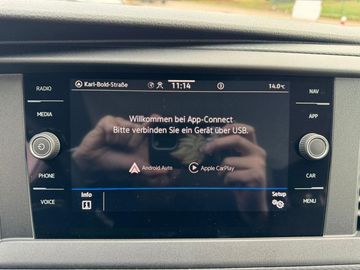 RADIO
MEDIA
PHONE
VOICE
Karl-Bold-Straße
11:14
14.0°C
Willkommen bei App-Connect
Bitte verbinden Sie ein Gerät über USB.
Android Auto
Apple CarPlay
Info
Setup
NAV
APP
CAR
MENU